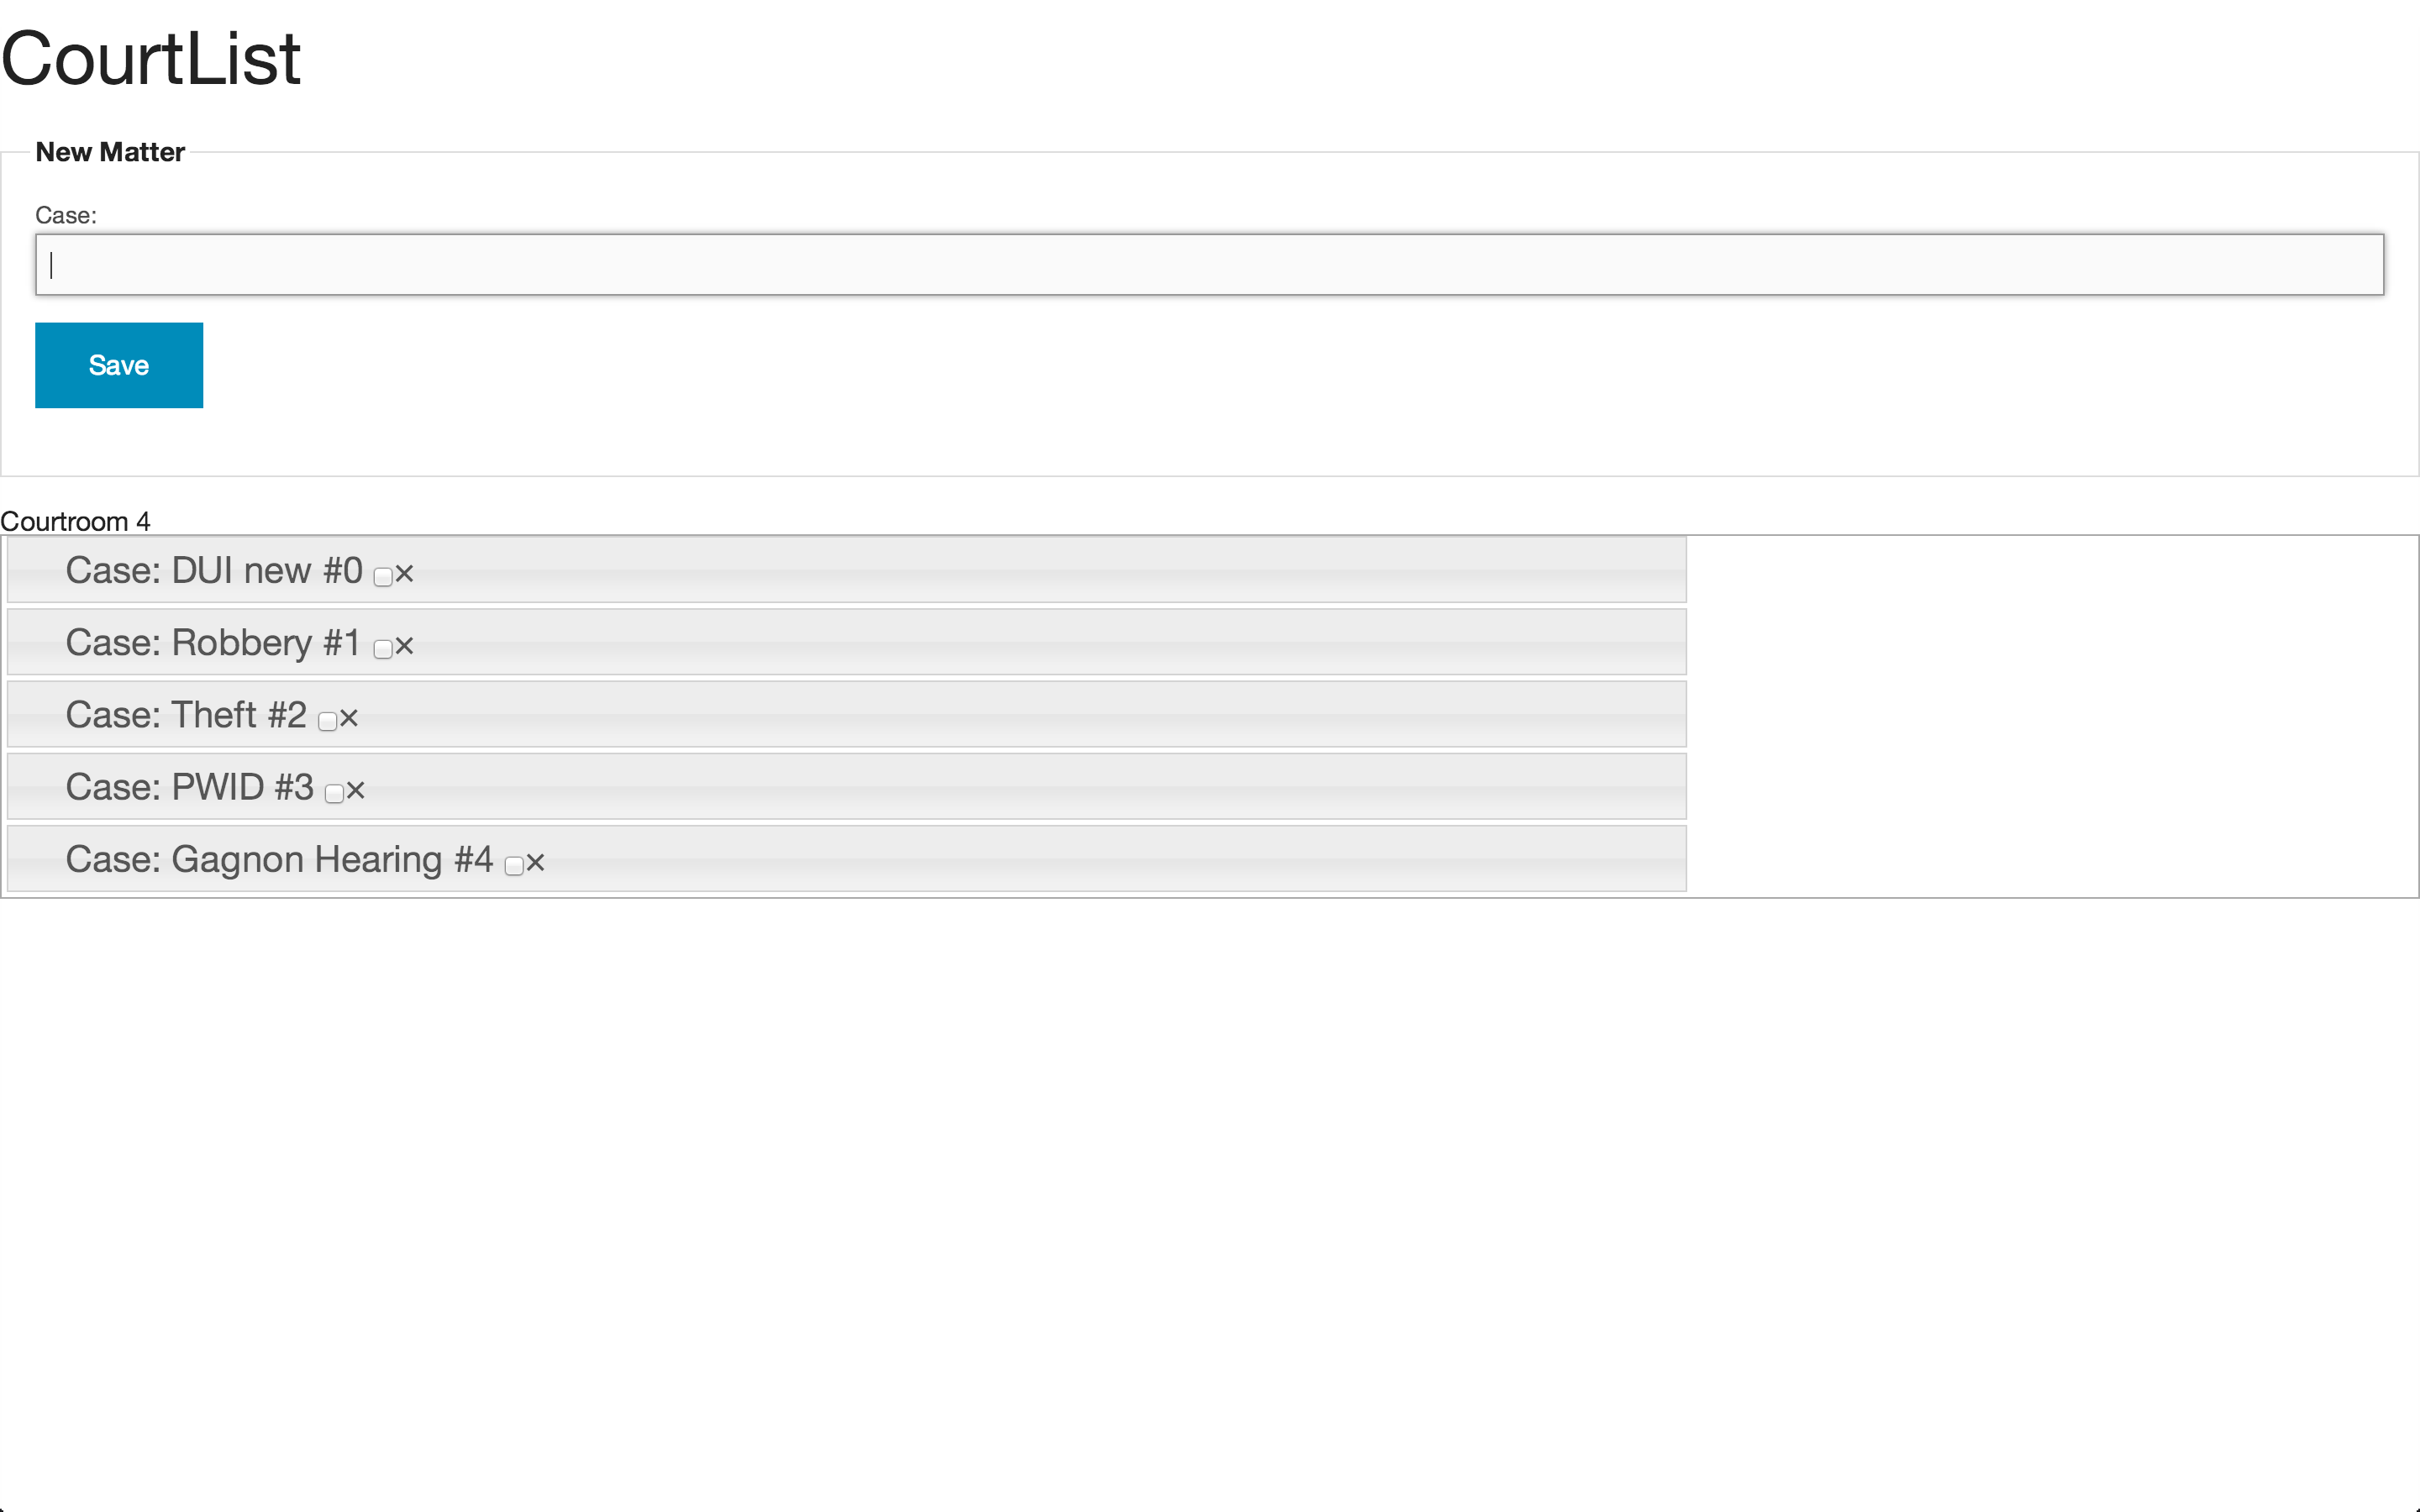 CourtList
New Matter
Case:
Save
Courtroom 4
Case: DUI new #0 ×
Case: Robbery #1 ×
Case: Theft #2 ×
Case: PWID #3 ×
Case: Gagnon Hearing #4 ×